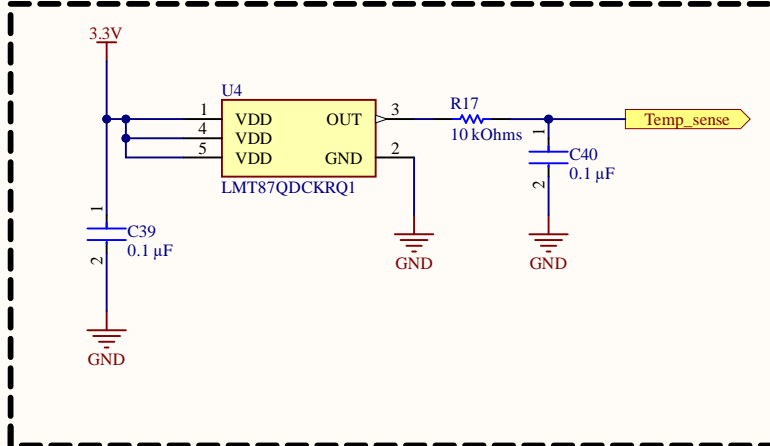 3.3V
U4
1 VDD OUT 3
4 VDD
5 VDD GND 2
LMT87QDCKRQ1
R17
10 kOhms
Temp_sense
1
2
C40
0.1 µF
1
2
C39
0.1 µF
GND
GND
GND